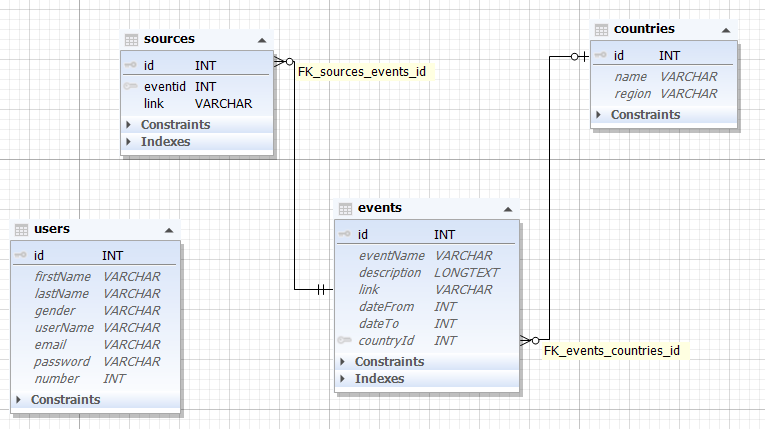 sources
id INT
eventid INT
link VARCHAR
Constraints
Indexes
FK_sources_events_id
countries
id INT
name VARCHAR
region VARCHAR
Constraints
users
id INT
firstName VARCHAR
lastName VARCHAR
gender VARCHAR
userName VARCHAR
email VARCHAR
password VARCHAR
number INT
Constraints
events
id INT
eventName VARCHAR
description LONGTEXT
link VARCHAR
dateFrom INT
dateTo INT
countryId INT
Constraints
Indexes
FK_events_countries_id